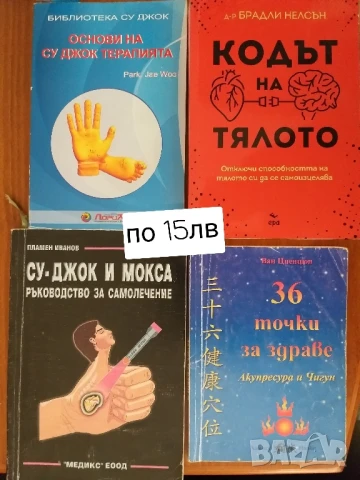 БИБЛИОТЕКА СУ ДЖОК
ОСНОВИ НА
СУ ДЖОК ТЕРАПИЯТА
Park Jae Woo
Д-Р БРАДЛИ НЕЛСЪН
КОДЪТ
НА
ТЯЛОТО
Отключи способността на
тялото си да се самоизцелява
ера
по 15лв
ПЛАМЕН ИВАНОВ
СУ-ДЖОК И МОКСА
РЪКОВОДСТВО ЗА САМОЛЕЧЕНИЕ
"МЕДИКС" ЕООД
三十六健康穴位
36
точки
за здраве
Акупресура и Чигун
BAZAR